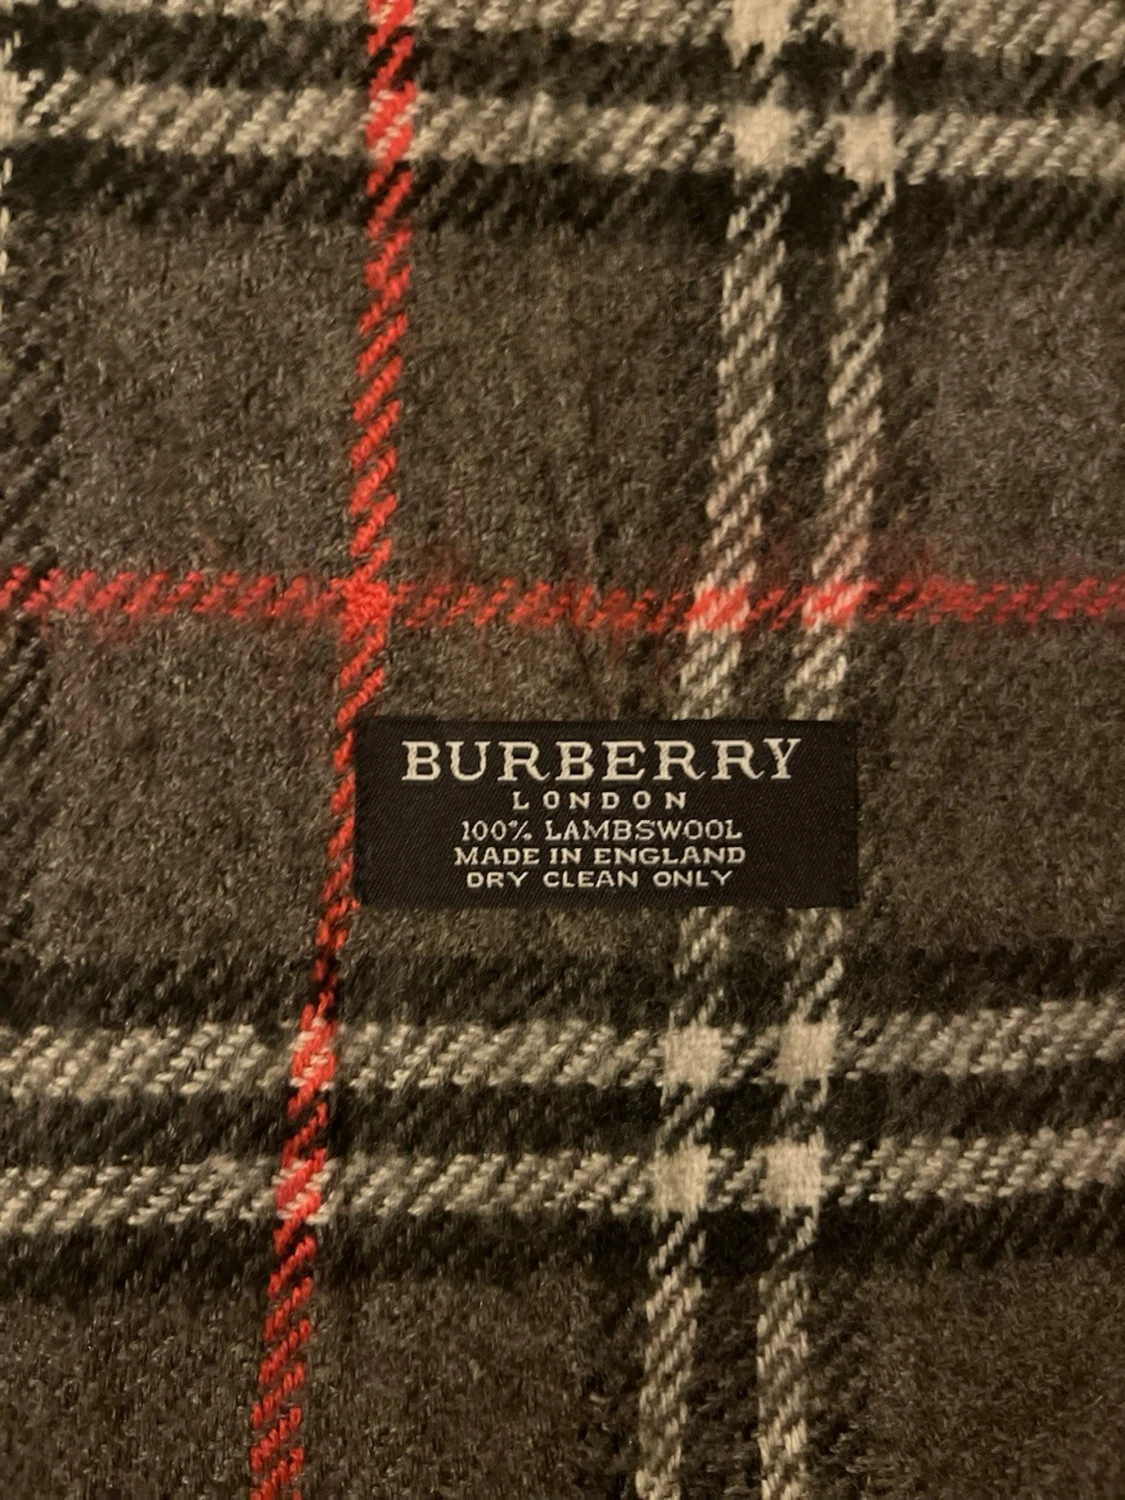 BURBERRY
LONDON
100% LAMBSWOOL
MADE IN ENGLAND
DRY CLEAN ONLY